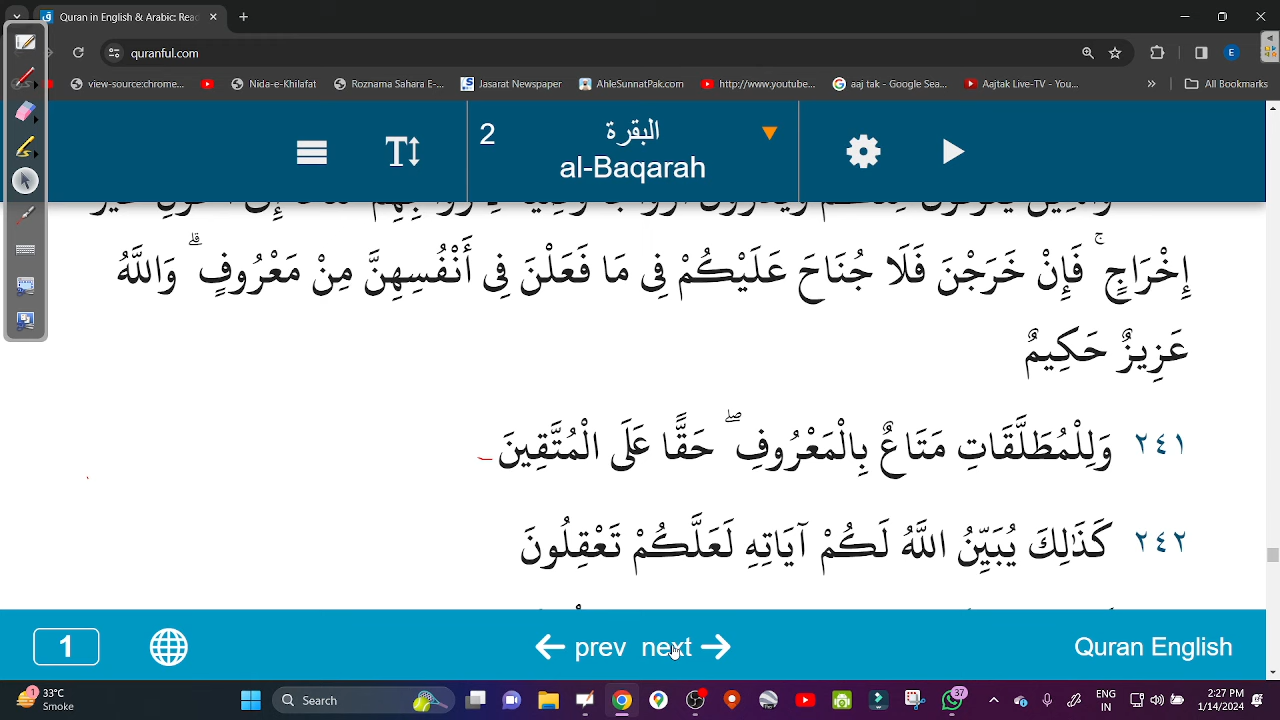 Quran in English & Arabic: Rea
quranful.com
E
view-source:chrome...
Nida-e-Khilafat
Roznama Sahara E-...
Jasarat Newspaper
AhleSunnatPak.com
http://www.youtube...
aaj tak - Google Sea...
Aajtak Live-TV - You...
All Bookmarks
2
البقرة
al-Baqarah
إِخْرَاجٍ ۚ فَإِنْ خَرَجْنَ فَلَا جُنَاحَ عَلَيْكُمْ فِى مَا فَعَلْنَ فِى أَنْفُسِهِنَّ مِنْ مَعْرُوفٍ ۗ وَاللَّهُ
عَزِيزٌ حَكِيمٌ
٢٤١ وَلِلْمُطَلَّقَاتِ مَتَاعٌ بِالْمَعْرُوفِ ۖ حَقًّا عَلَى الْمُتَّقِينَ
٢٤٢ كَذَٰلِكَ يُبَيِّنُ اللَّهُ لَكُمْ آيَاتِهِ لَعَلَّكُمْ تَعْقِلُونَ
1
prev next
Quran English
1
33°C
Smoke
Search
37
ENG
IN
2:27 PM
1/14/2024